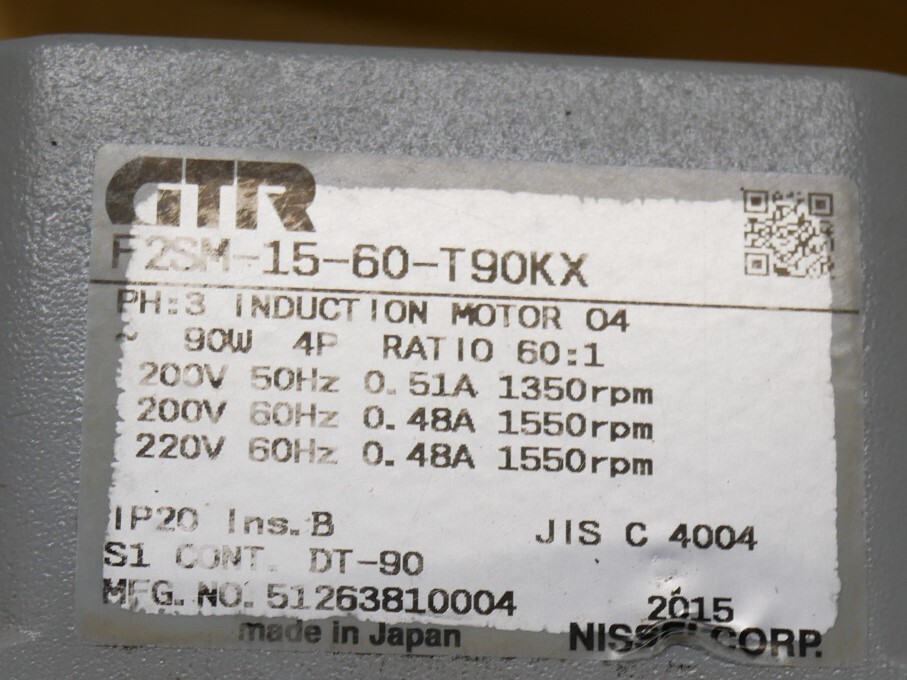 GTR
F2SM-15-60-T90KX
PH:3 INDUCTION MOTOR 04
~ 90W 4P RATIO 60:1
200V 50Hz 0.51A 1350rpm
200V 60Hz 0.48A 1550rpm
220V 60Hz 0.48A 1550rpm
IP20 Ins.B JIS C 4004
S1 CONT. DT-90
MFG. NO. 51263810004 2015
made in Japan NISSEI CORP.